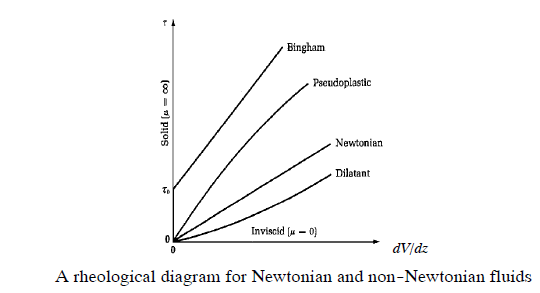 τ
Bingham
Pseudoplastic
Solid (μ = ∞)
Newtonian
Dilatant
τ₀
Inviscid (μ − 0)
0
0
dV/dz
A rheological diagram for Newtonian and non-Newtonian fluids